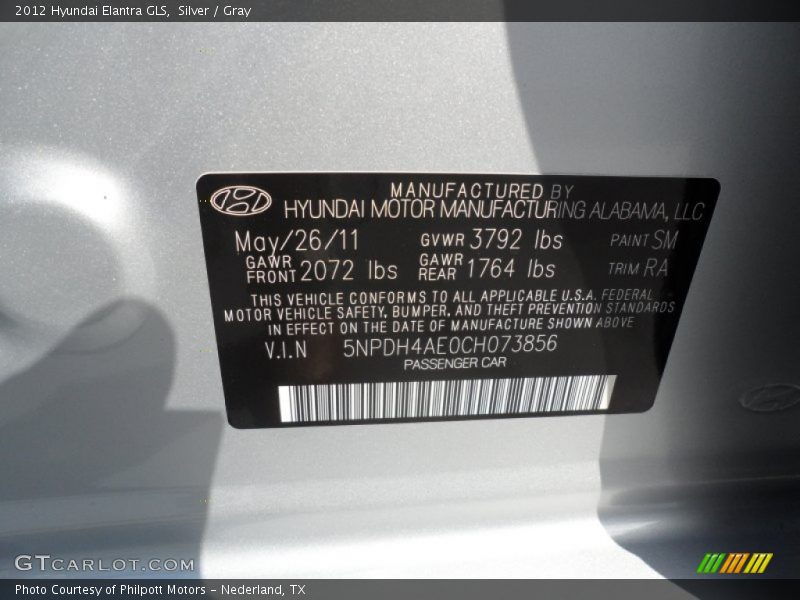 2012 Hyundai Elantra GLS,  Silver / Gray
MANUFACTURED BY
HYUNDAI MOTOR MANUFACTURING ALABAMA, LLC
May/26/11 GVWR 3792 lbs PAINT SM
GAWR FRONT 2072 lbs GAWR REAR 1764 lbs TRIM RA
THIS VEHICLE CONFORMS TO ALL APPLICABLE U.S.A. FEDERAL
MOTOR VEHICLE SAFETY, BUMPER, AND THEFT PREVENTION STANDARDS
IN EFFECT ON THE DATE OF MANUFACTURE SHOWN ABOVE
V.I.N 5NPDH4AE0CH073856
PASSENGER CAR
GTCARLOT.COM
Photo Courtesy of Philpott Motors – Nederland, TX